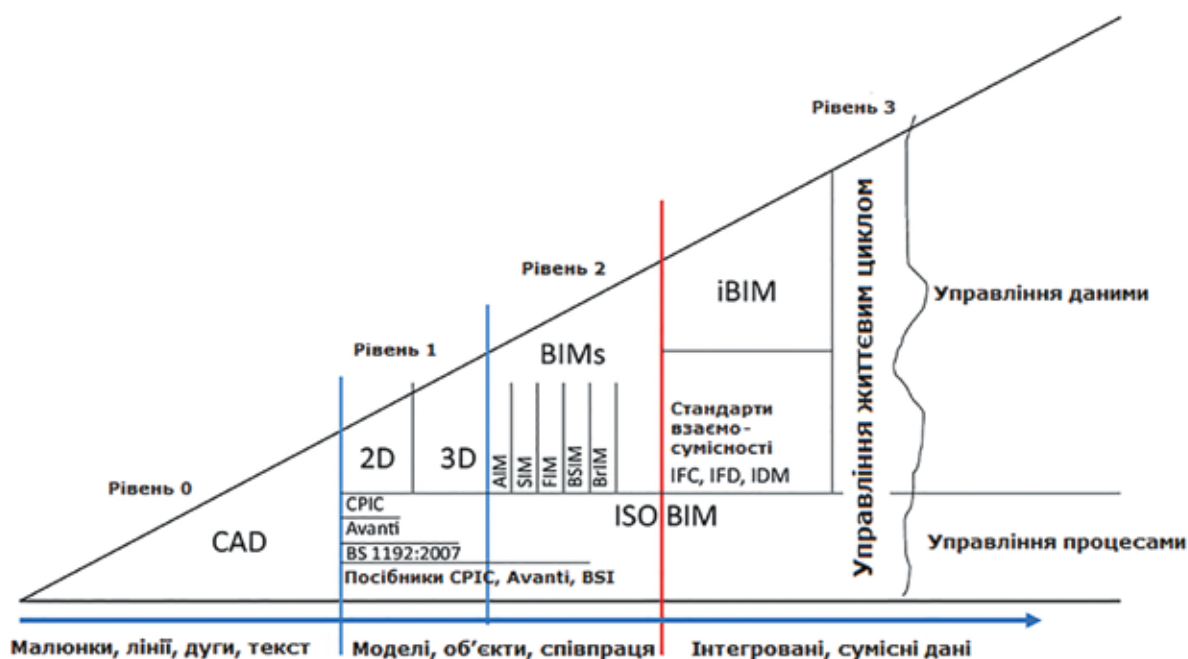 Рівень 3
Рівень 2
Рівень 1
Рівень 0
iBIM
BIMs
Управління життєвим циклом
Управління даними
Стандарти
взаємо-
сумісності
IFC, IFD, IDM
2D
3D
AIM
SIM
FIM
BSIM
BrIM
CAD
CPIC
Avanti
BS 1192:2007
Посібники CPIC, Avanti, BSI
ISO BIM
Управління процесами
Малюнки, лінії, дуги, текст
Моделі, об’єкти, співпраця
Інтегровані, сумісні дані